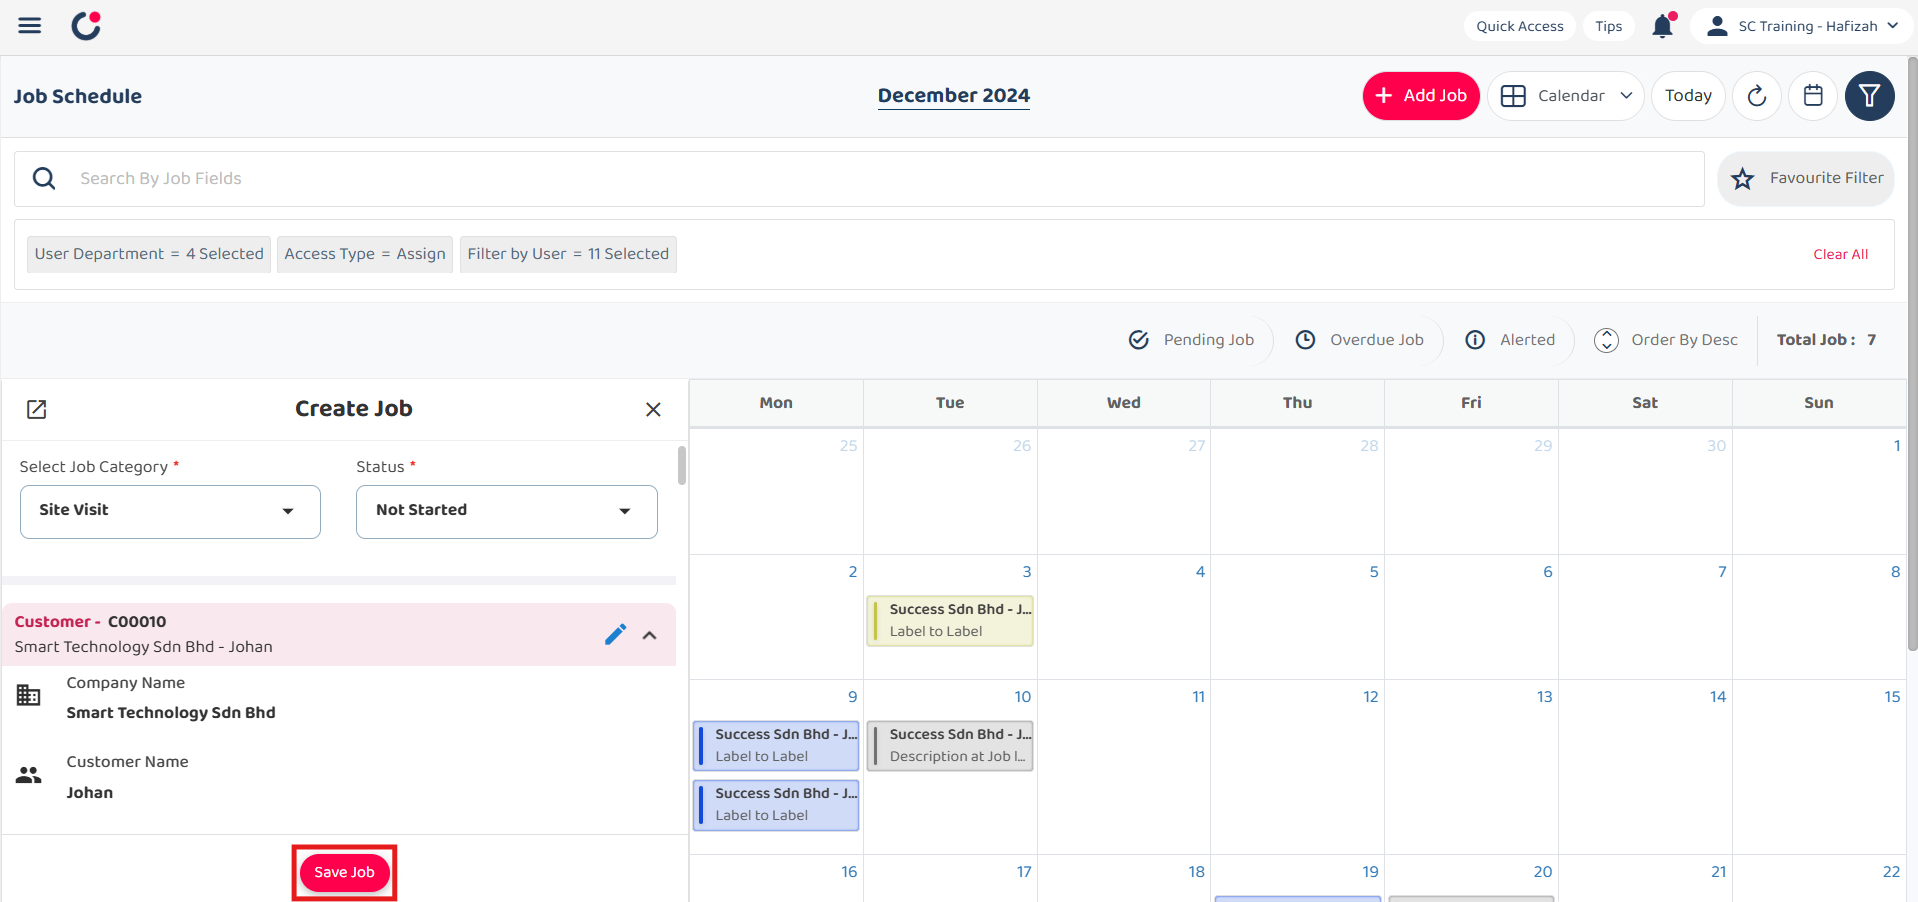 Quick Access
Tips
SC Training - Hafizah
Job Schedule
December 2024
Add Job
Calendar
Today
Search By Job Fields
Favourite Filter
User Department = 4 Selected
Access Type = Assign
Filter by User = 11 Selected
Clear All
Pending Job
Overdue Job
Alerted
Order By Desc
Total Job : 7
Create Job
Select Job Category *
Status *
Site Visit
Not Started
Customer - C00010
Smart Technology Sdn Bhd - Johan
Company Name
Smart Technology Sdn Bhd
Customer Name
Johan
Save Job
Mon Tue Wed Thu Fri Sat Sun
25 26 27 28 29 30 1
2 3 4 5 6 7 8
Success Sdn Bhd - J...
Label to Label
9 10 11 12 13 14 15
Success Sdn Bhd - J...
Label to Label
Success Sdn Bhd - J...
Description at Job l...
Success Sdn Bhd - J...
Label to Label
16 17 18 19 20 21 22